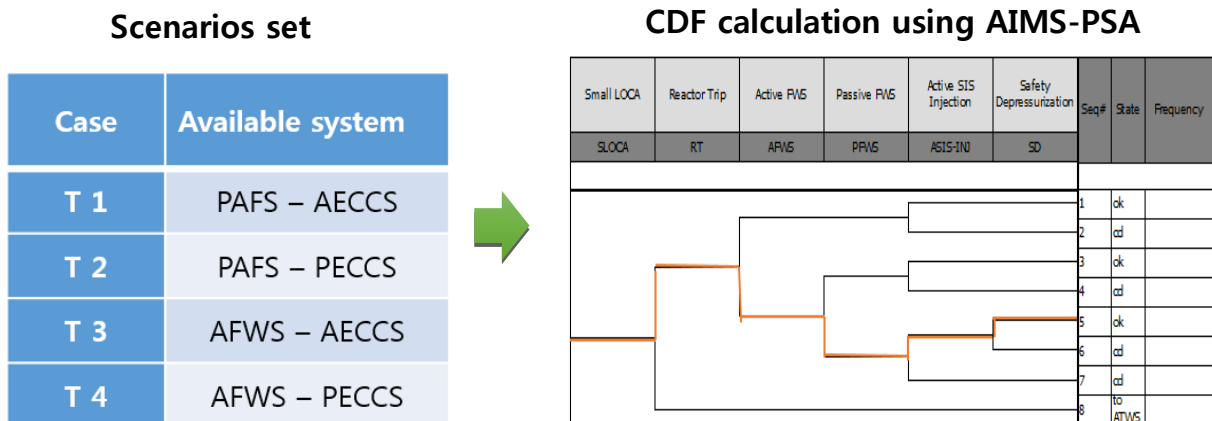 Scenarios set
CDF calculation using AIMS-PSA
Case Available system
T 1 PAFS – AECCS
T 2 PAFS – PECCS
T 3 AFWS – AECCS
T 4 AFWS – PECCS
Small LOCA Reactor Trip Active FWS Passive FWS Active SIS Injection Safety Depressurization Seq# State Frequency
SLOCA RT AFWS PFWS ASIS-INJ SD
1 ok
2 cd
3 ok
4 cd
5 ok
6 cd
7 cd
8 to ATWS